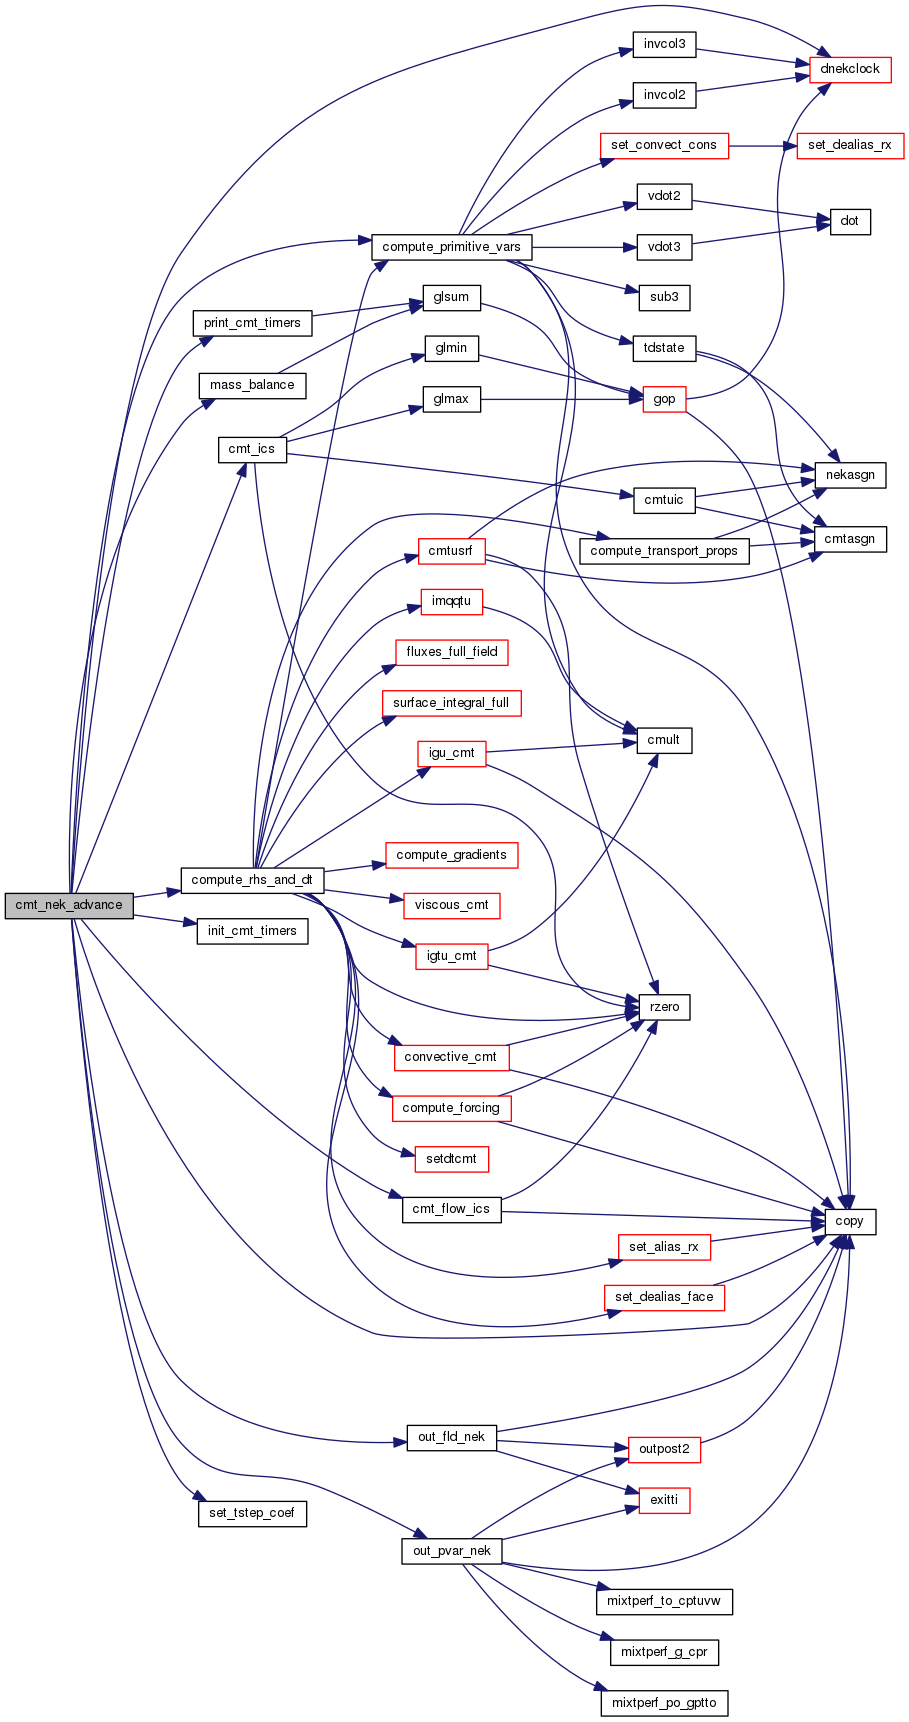 invcol3
dnekclock
invcol2
set_convect_cons
set_dealias_rx
vdot2
dot
compute_primitive_vars
vdot3
sub3
glsum
print_cmt_timers
tdstate
glmin
mass_balance
glmax
gop
cmt_ics
nekasgn
cmtuic
cmtasgn
cmtusrf
compute_transport_props
imqqtu
fluxes_full_field
surface_integral_full
cmult
igu_cmt
compute_gradients
compute_rhs_and_dt
cmt_nek_advance
viscous_cmt
init_cmt_timers
igtu_cmt
rzero
convective_cmt
compute_forcing
setdtcmt
cmt_flow_ics
copy
set_alias_rx
set_dealias_face
out_fld_nek
outpost2
exitti
set_tstep_coef
out_pvar_nek
mixtperf_to_cptuvw
mixtperf_g_cpr
mixtperf_po_gptto